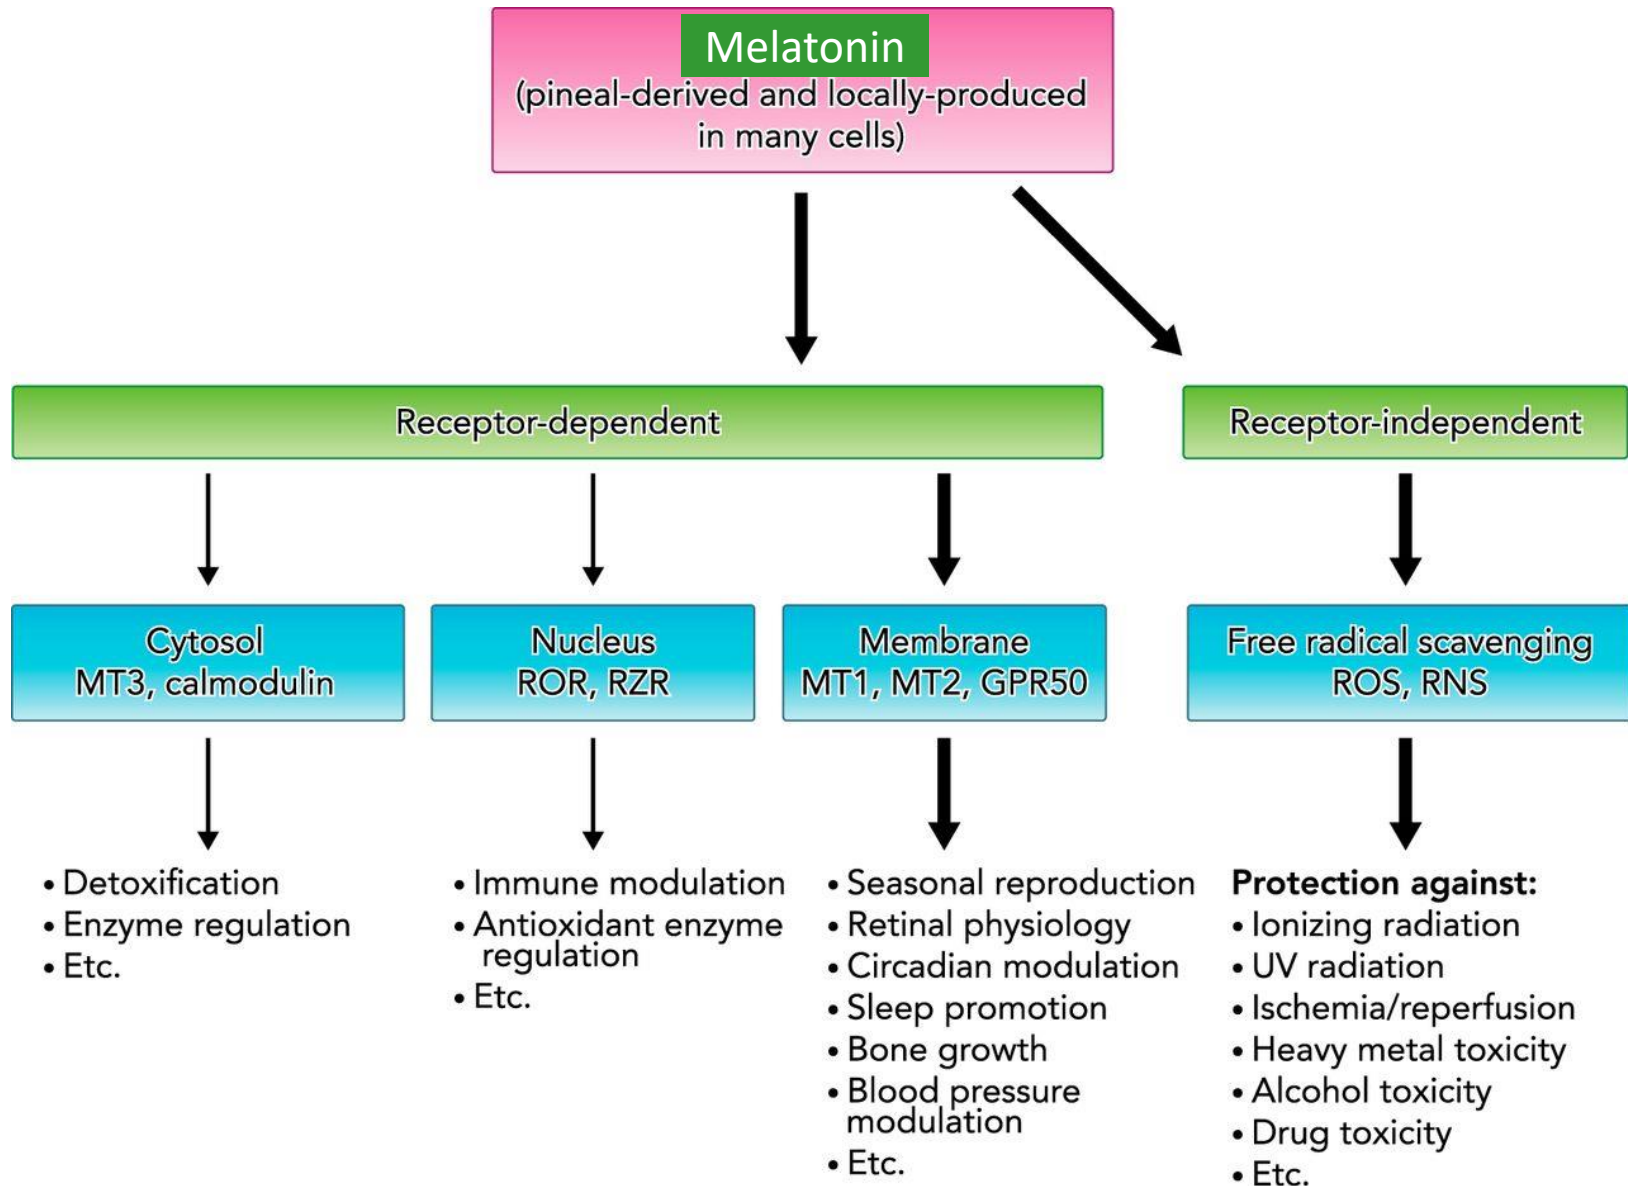 Melatonin
(pineal-derived and locally-produced
in many cells)
Receptor-dependent
Receptor-independent
Cytosol
MT3, calmodulin
Nucleus
ROR, RZR
Membrane
MT1, MT2, GPR50
Free radical scavenging
ROS, RNS
• Detoxification
• Enzyme regulation
• Etc.
• Immune modulation
• Antioxidant enzyme
regulation
• Etc.
• Seasonal reproduction
• Retinal physiology
• Circadian modulation
• Sleep promotion
• Bone growth
• Blood pressure
modulation
• Etc.
Protection against:
• Ionizing radiation
• UV radiation
• Ischemia/reperfusion
• Heavy metal toxicity
• Alcohol toxicity
• Drug toxicity
• Etc.